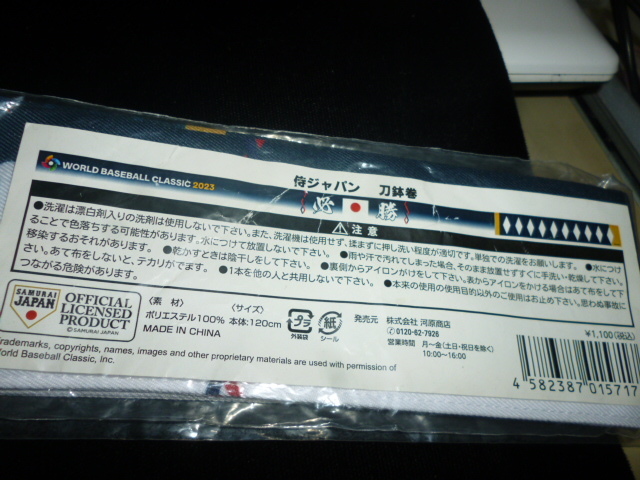 WORLD BASEBALL CLASSIC 2023
侍ジャパン 刀鉢巻
必 勝
⚠注意
●洗濯は漂白剤入りの洗剤は使用しないで下さい。また、洗濯機は使用せず、揉まずに押し洗い程度が適切です。単独での洗濯をお願いします。●水につけ
ることで色落ちする可能性があります。水につけて放置しないで下さい。●雨や汗で汚れてしまった場合、そのまま放置せずすぐに手洗い・乾燥して下さい。
移染するおそれがあります。●乾かすときは陰干しをして下さい。●裏側からアイロンがけをして下さい。表からアイロンをかける場合はあて布をして下
さい。あて布をしないと、テカリがでます。●1本を他の人と共用しないで下さい。●本来の使用の使用目的以外のご使用はお止め下さい。思わぬ事故に
つながる危険があります。
SAMURAI
JAPAN
OFFICIAL
LICENSED
PRODUCT
©SAMURAI JAPAN
〈素 材〉 〈サイズ〉
ポリエステル100% 本体:120cm
MADE IN CHINA
プラ
外装袋
紙
シール
発売元 株式会社 河原商店
0120-62-7926
営業時間 月〜金(土・日・祝日を除く)
10:00〜16:00
¥1,100(税込)
4 582387 015717
Trademarks, copyrights, names, images and other proprietary materials are used with permission of
World Baseball Classic, Inc.